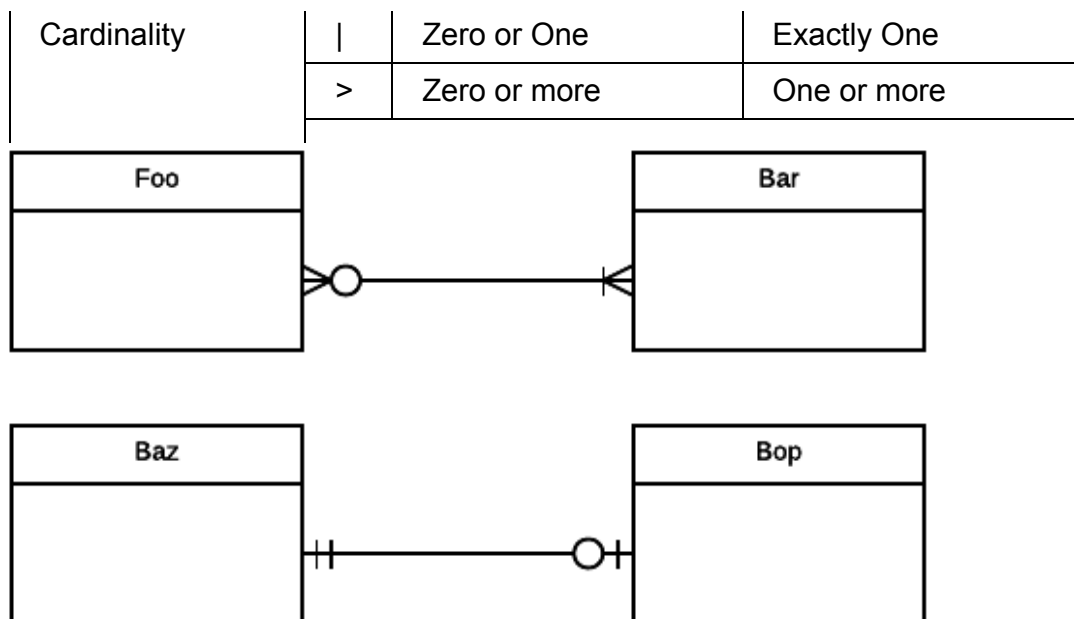 Cardinality | Zero or One Exactly One
> Zero or more One or more
Foo Bar
Baz Bop